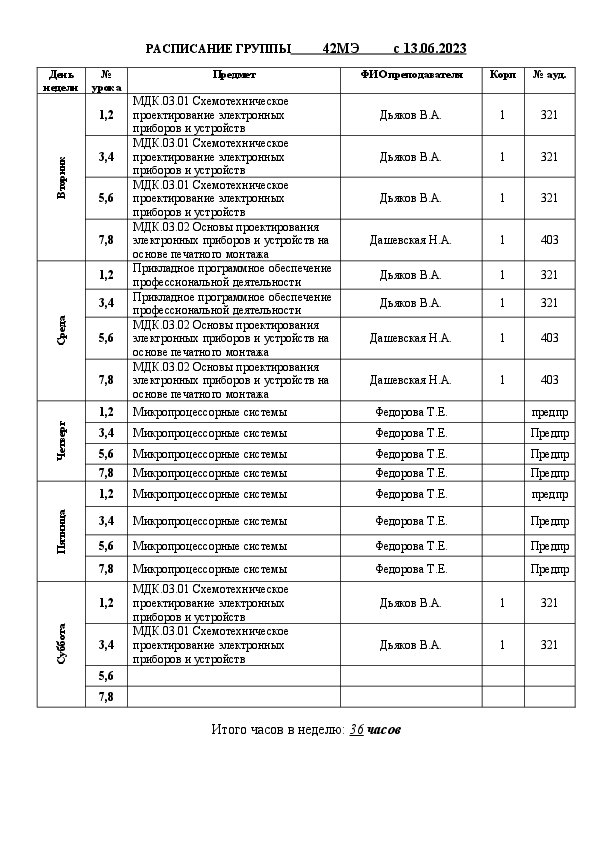 РАСПИСАНИЕ ГРУППЫ 42МЭ с 13.06.2023
День недели № урока Предмет ФИО преподавателя Корп № ауд.
Вторник
1,2 МДК.03.01 Схемотехническое проектирование электронных приборов и устройств Дьяков В.А. 1 321
3,4 МДК.03.01 Схемотехническое проектирование электронных приборов и устройств Дьяков В.А. 1 321
5,6 МДК.03.01 Схемотехническое проектирование электронных приборов и устройств Дьяков В.А. 1 321
7,8 МДК.03.02 Основы проектирования электронных приборов и устройств на основе печатного монтажа Дашевская Н.А. 1 403
Среда
1,2 Прикладное программное обеспечение профессиональной деятельности Дьяков В.А. 1 321
3,4 Прикладное программное обеспечение профессиональной деятельности Дьяков В.А. 1 321
5,6 МДК.03.02 Основы проектирования электронных приборов и устройств на основе печатного монтажа Дашевская Н.А. 1 403
7,8 МДК.03.02 Основы проектирования электронных приборов и устройств на основе печатного монтажа Дашевская Н.А. 1 403
Четверг
1,2 Микропроцессорные системы Федорова Т.Е. предпр
3,4 Микропроцессорные системы Федорова Т.Е. Предпр
5,6 Микропроцессорные системы Федорова Т.Е. Предпр
7,8 Микропроцессорные системы Федорова Т.Е. Предпр
Пятница
1,2 Микропроцессорные системы Федорова Т.Е. предпр
3,4 Микропроцессорные системы Федорова Т.Е. Предпр
5,6 Микропроцессорные системы Федорова Т.Е. Предпр
7,8 Микропроцессорные системы Федорова Т.Е. Предпр
Суббота
1,2 МДК.03.01 Схемотехническое проектирование электронных приборов и устройств Дьяков В.А. 1 321
3,4 МДК.03.01 Схемотехническое проектирование электронных приборов и устройств Дьяков В.А. 1 321
5,6
7,8
Итого часов в неделю: 36 часов